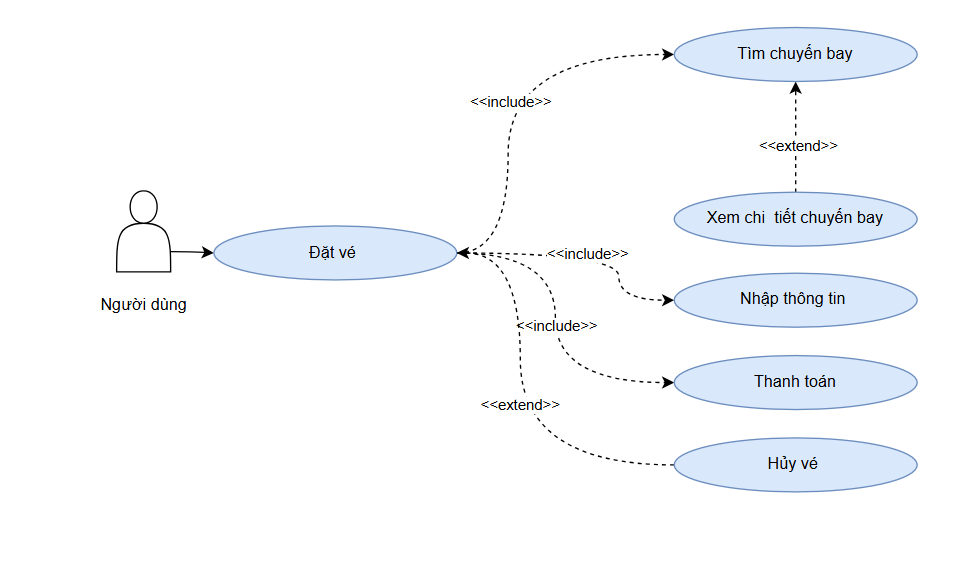 Tìm chuyến bay
<<include>>
<<extend>>
Xem chi  tiết chuyến bay
Đặt vé
<<include>>
Người dùng
Nhập thông tin
<<include>>
Thanh toán
<<extend>>
Hủy vé